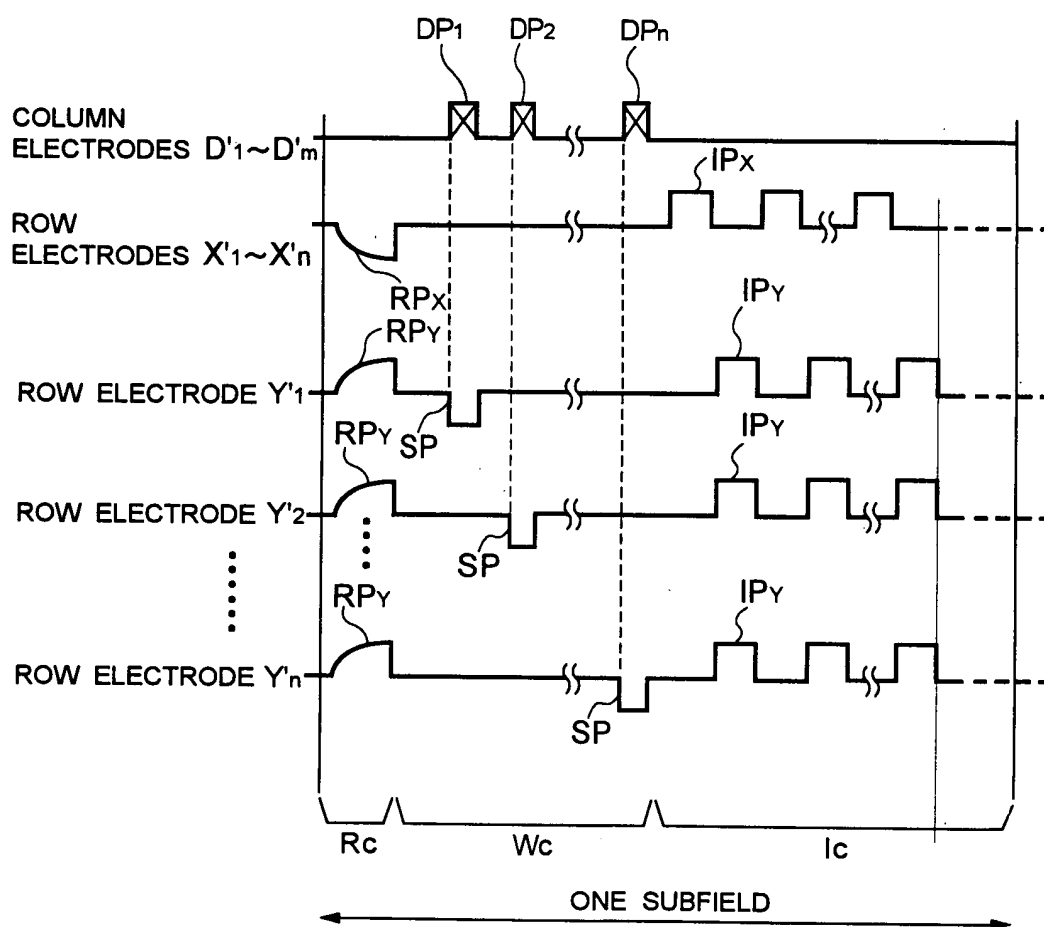 DP1 DP2 DPn
COLUMN
ELECTRODES D'1~D'm
IPX
ROW
ELECTRODES X'1~X'n
RPX
RPY
IPY
ROW ELECTRODE Y'1
SP
RPY
IPY
ROW ELECTRODE Y'2
SP
RPY
IPY
ROW ELECTRODE Y'n
SP
Rc Wc Ic
ONE SUBFIELD